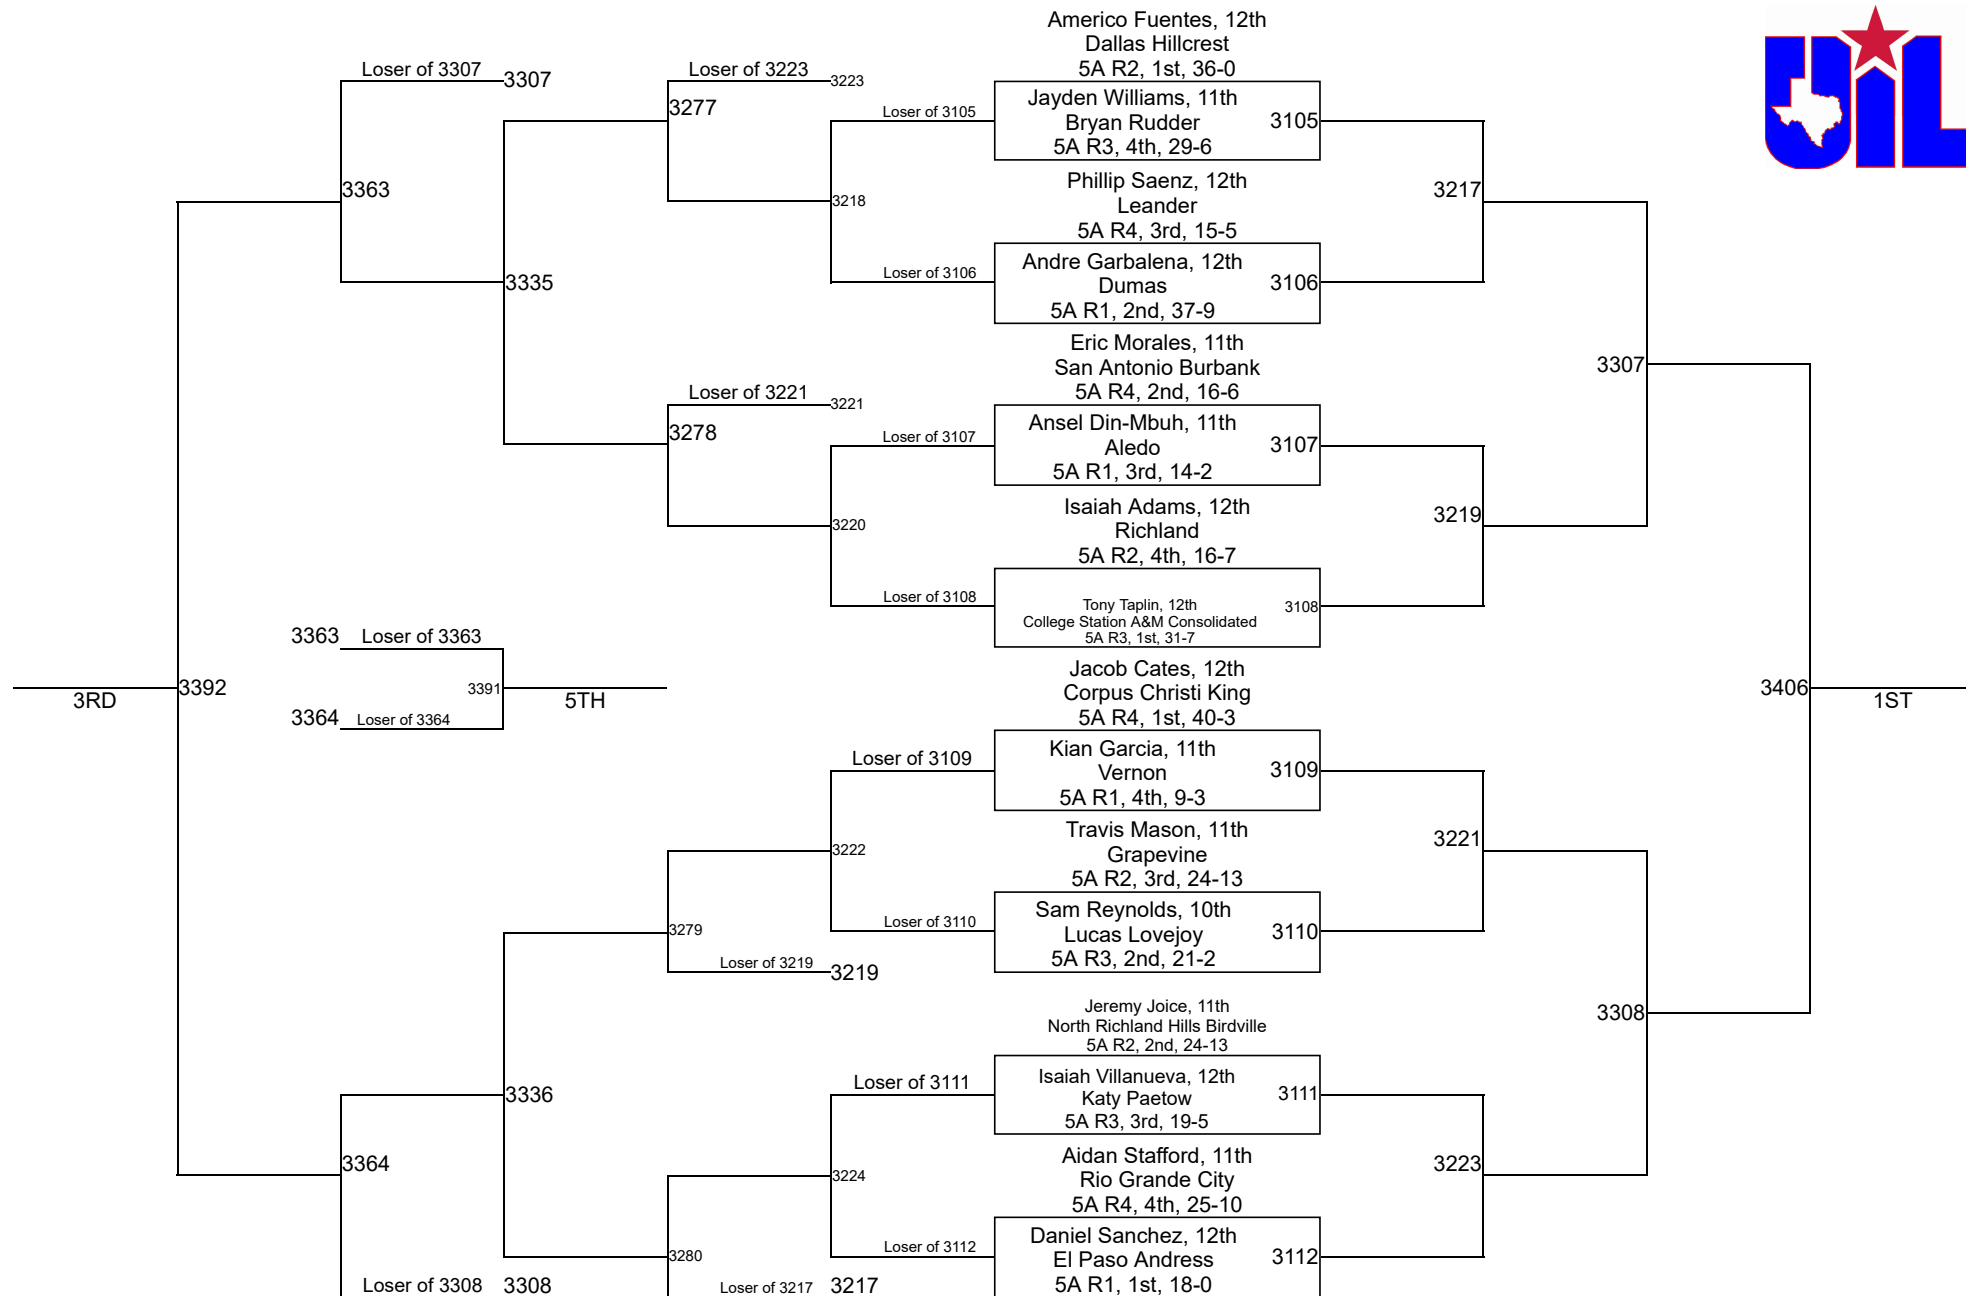 Americo Fuentes, 12th
Dallas Hillcrest
5A R2, 1st, 36-0
UIL
Loser of 3307 3307
Loser of 3223 3223
3277
Loser of 3105
Jayden Williams, 11th
Bryan Rudder
5A R3, 4th, 29-6
3105
3363
3218
Phillip Saenz, 12th
Leander
5A R4, 3rd, 15-5
3217
3335
Loser of 3106
Andre Garbalena, 12th
Dumas
5A R1, 2nd, 37-9
3106
Eric Morales, 11th
San Antonio Burbank
5A R4, 2nd, 16-6
3307
Loser of 3221 3221
3278
Loser of 3107
Ansel Din-Mbuh, 11th
Aledo
5A R1, 3rd, 14-2
3107
3220
Isaiah Adams, 12th
Richland
5A R2, 4th, 16-7
3219
Loser of 3108
Tony Taplin, 12th
College Station A&M Consolidated
5A R3, 1st, 31-7
3108
3363 Loser of 3363
3RD
3392
3391
5TH
3364 Loser of 3364
Jacob Cates, 12th
Corpus Christi King
5A R4, 1st, 40-3
3406
1ST
Loser of 3109
Kian Garcia, 11th
Vernon
5A R1, 4th, 9-3
3109
3222
Travis Mason, 11th
Grapevine
5A R2, 3rd, 24-13
3221
3279
Loser of 3110
Sam Reynolds, 10th
Lucas Lovejoy
5A R3, 2nd, 21-2
3110
Loser of 3219 3219
Jeremy Joice, 11th
North Richland Hills Birdville
5A R2, 2nd, 24-13
3308
3336
Loser of 3111
Isaiah Villanueva, 12th
Katy Paetow
5A R3, 3rd, 19-5
3111
3364
3224
Aidan Stafford, 11th
Rio Grande City
5A R4, 4th, 25-10
3223
3280
Loser of 3112
Daniel Sanchez, 12th
El Paso Andress
5A R1, 1st, 18-0
3112
Loser of 3308 3308
Loser of 3217 3217